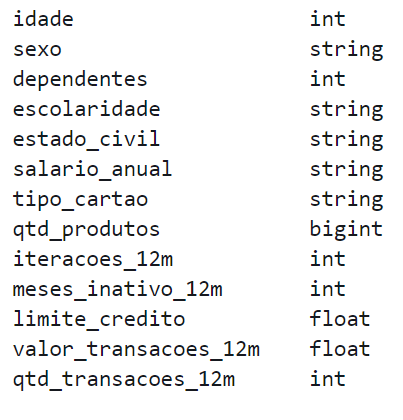 idade int
sexo string
dependentes int
escolaridade string
estado_civil string
salario_anual string
tipo_cartao string
qtd_produtos bigint
iteracoes_12m int
meses_inativo_12m int
limite_credito float
valor_transacoes_12m float
qtd_transacoes_12m int